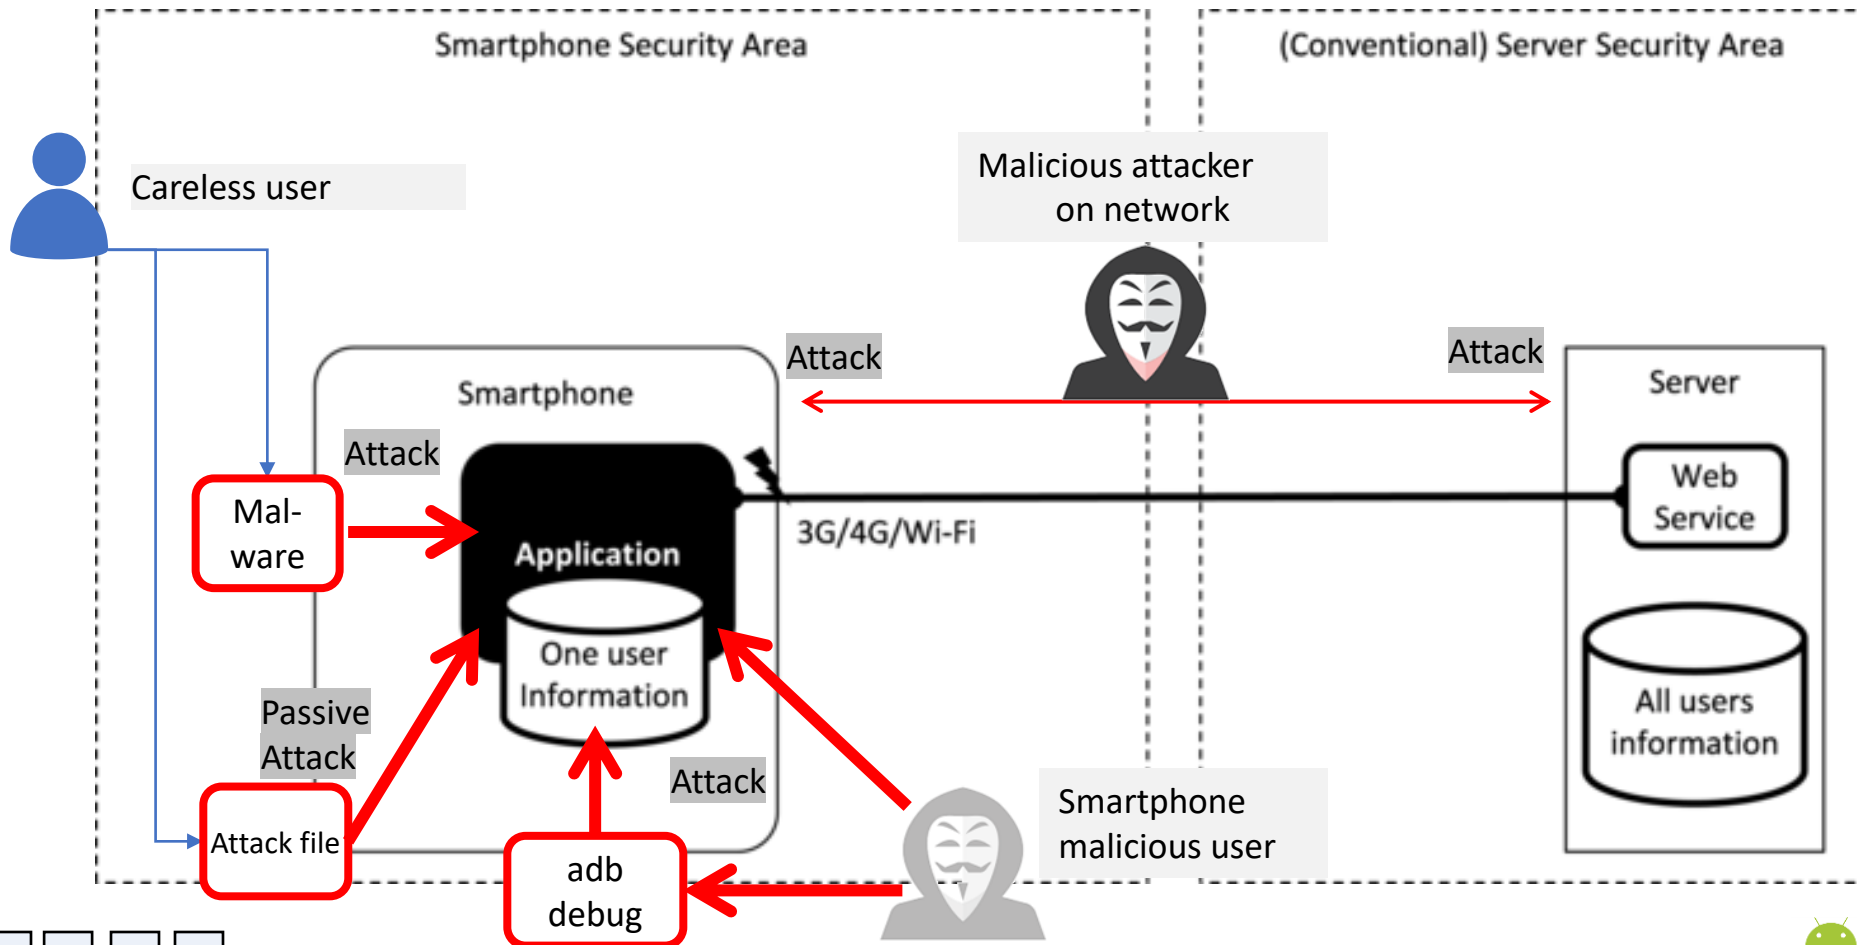 Smartphone Security Area
(Conventional) Server Security Area
Careless user
Malicious attacker
on network
Attack
Attack
Smartphone
Server
Attack
Mal-
ware
Application
3G/4G/Wi-Fi
Web
Service
One user
Information
Passive
Attack
Attack
All users
information
Attack file
adb
debug
Smartphone
malicious user